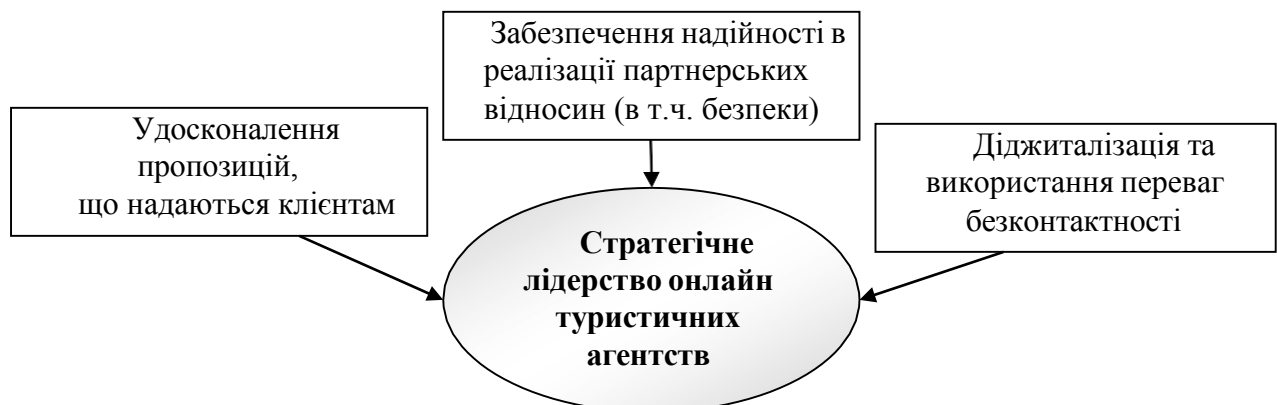 Забезпечення надійності в
реалізації партнерських
відносин (в т.ч. безпеки)
Удосконалення
пропозицій,
що надаються клієнтам
Діджиталізація та
використання переваг
безконтактності
Стратегічне
лідерство онлайн
туристичних
агентств